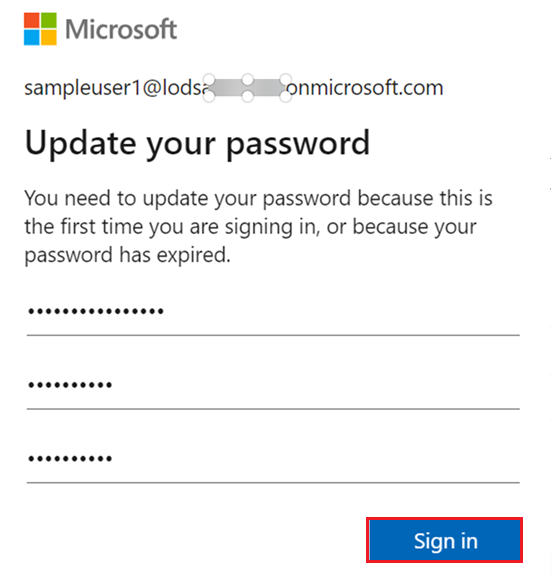 Microsoft
sampleuser1@lodsa onmicrosoft.com
Update your password
You need to update your password because this is
the first time you are signing in, or because your
password has expired.
••••••••••••••••
••••••••••
••••••••••
Sign in